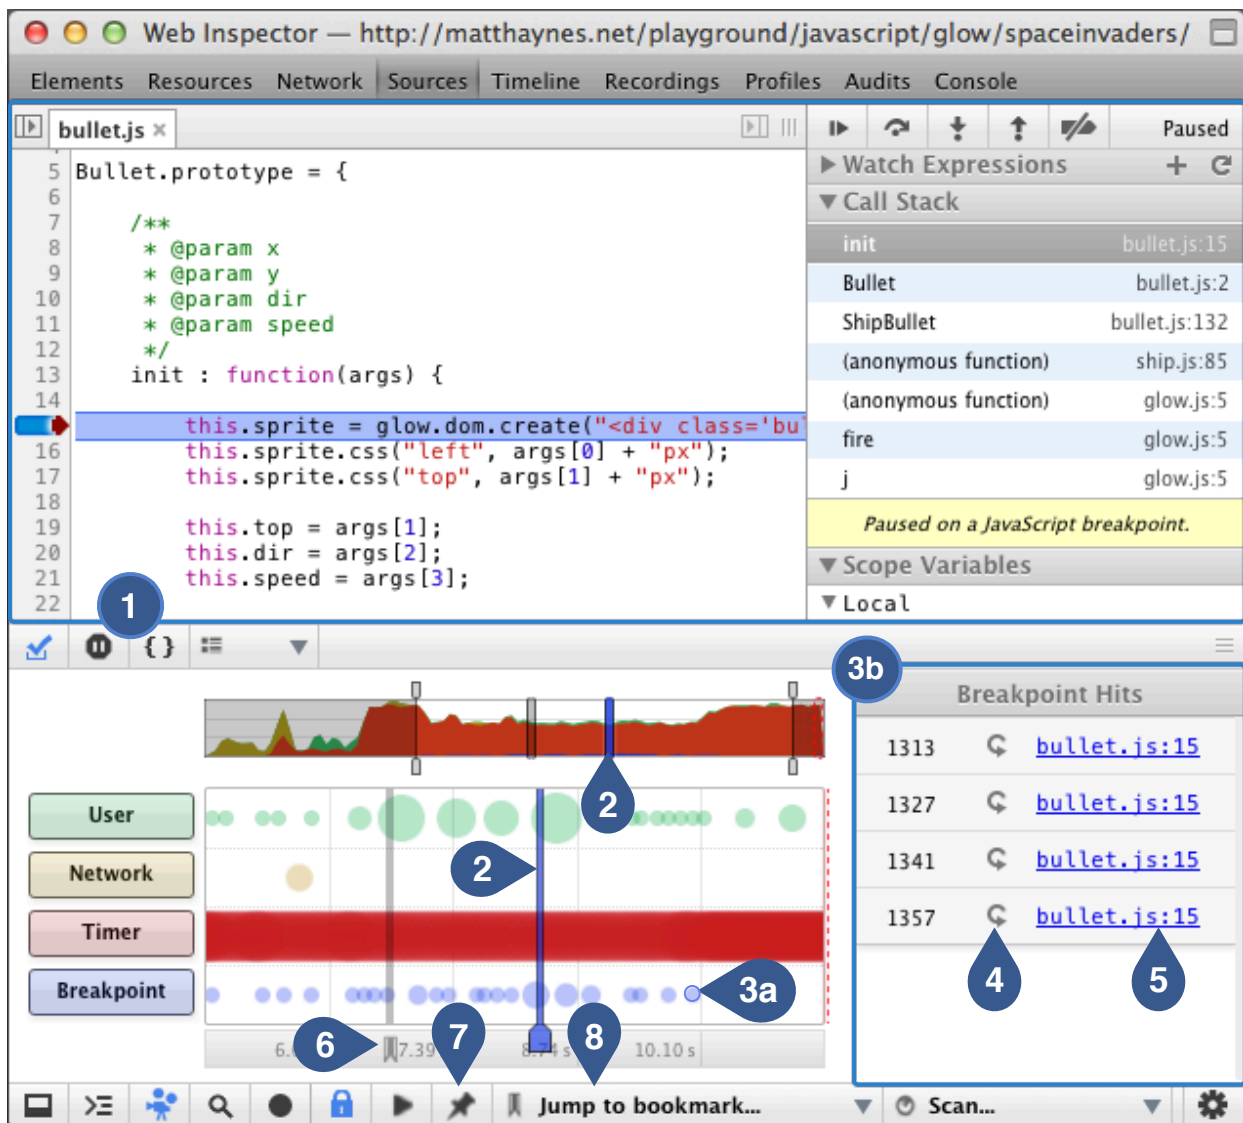 Web Inspector — http://matthaynes.net/playground/javascript/glow/spaceinvaders/
Elements Resources Network Sources Timeline Recordings Profiles Audits Console
bullet.js ×
5 Bullet.prototype = {
6
7 /**
8 * @param x
9 * @param y
10 * @param dir
11 * @param speed
12 */
13 init : function(args) {
14
this.sprite = glow.dom.create("<div class='bul
16 this.sprite.css("left", args[0] + "px");
17 this.sprite.css("top", args[1] + "px");
18
19 this.top = args[1];
20 this.dir = args[2];
21 this.speed = args[3];
22
1
{ }
Paused
Watch Expressions + C
Call Stack
init bullet.js:15
Bullet bullet.js:2
ShipBullet bullet.js:132
(anonymous function) ship.js:85
(anonymous function) glow.js:5
fire glow.js:5
j glow.js:5
Paused on a JavaScript breakpoint.
Scope Variables
Local
2
User
Network
2
Timer
Breakpoint
3a
6 7.39 7 8.74 s 8 10.10 s
3b
Breakpoint Hits
1313 bullet.js:15
1327 bullet.js:15
1341 bullet.js:15
1357 bullet.js:15
4 5
Jump to bookmark... Scan...